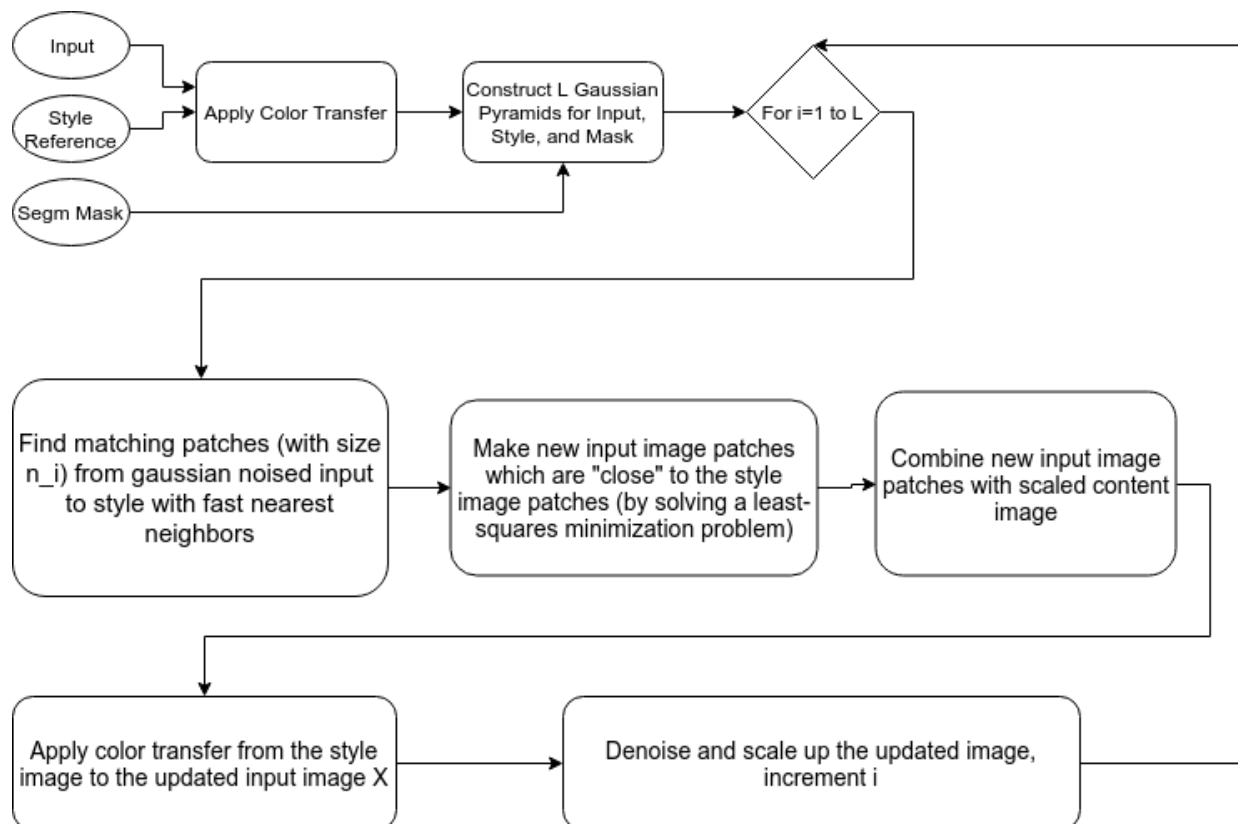 Input
Style
Reference
Segm Mask
Apply Color Transfer
Construct L Gaussian
Pyramids for Input,
Style, and Mask
For i=1 to L
Find matching patches (with size
n_i) from gaussian noised input
to style with fast nearest
neighbors
Make new input image patches
which are "close" to the style
image patches (by solving a least-
squares minimization problem)
Combine new input image
patches with scaled content
image
Apply color transfer from the style
image to the updated input image X
Denoise and scale up the updated image,
increment i